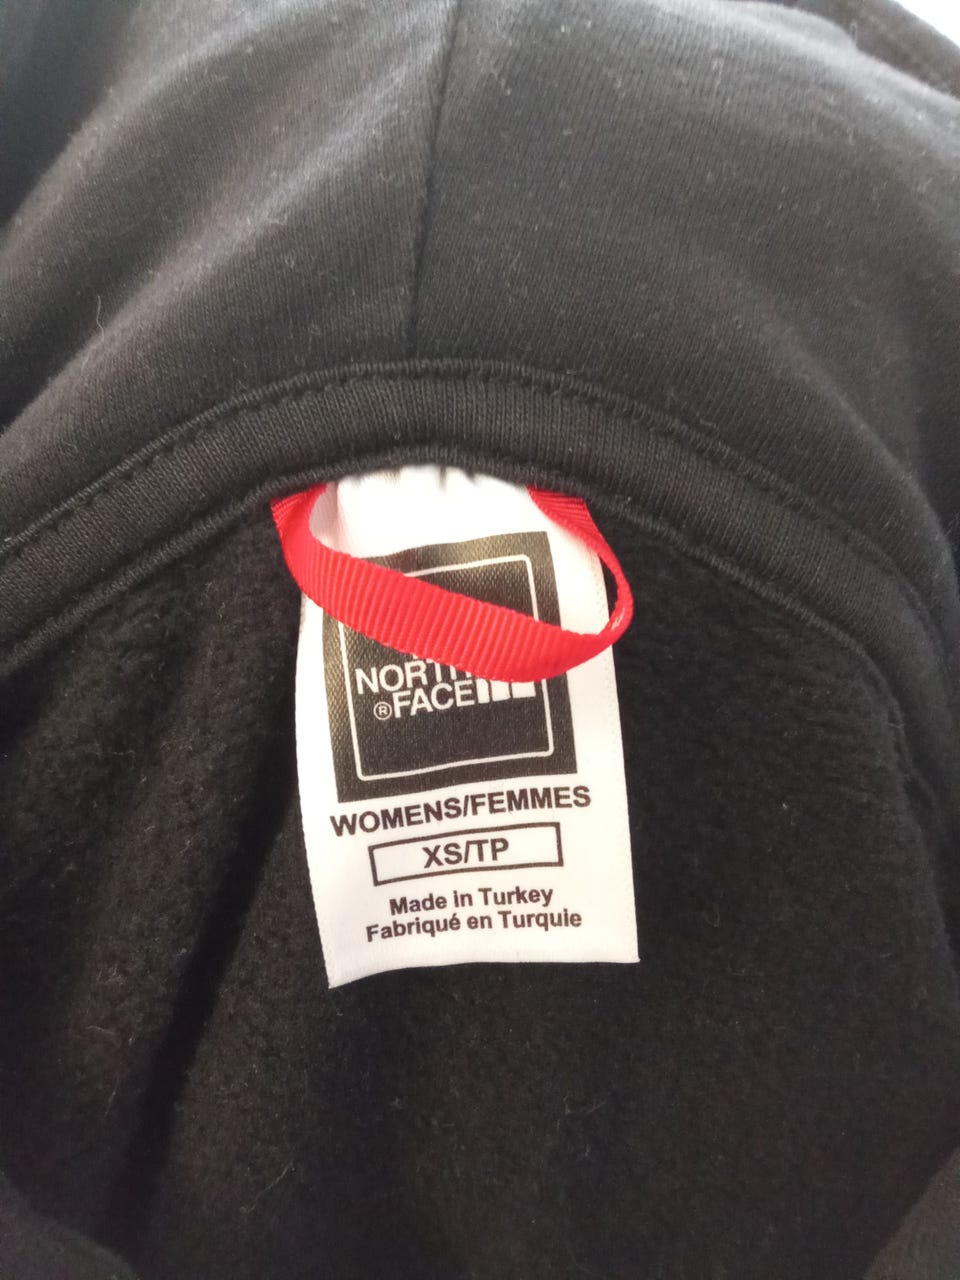 NORTH
®FACE
WOMENS/FEMMES
XS/TP
Made in Turkey
Fabriqué en Turquie